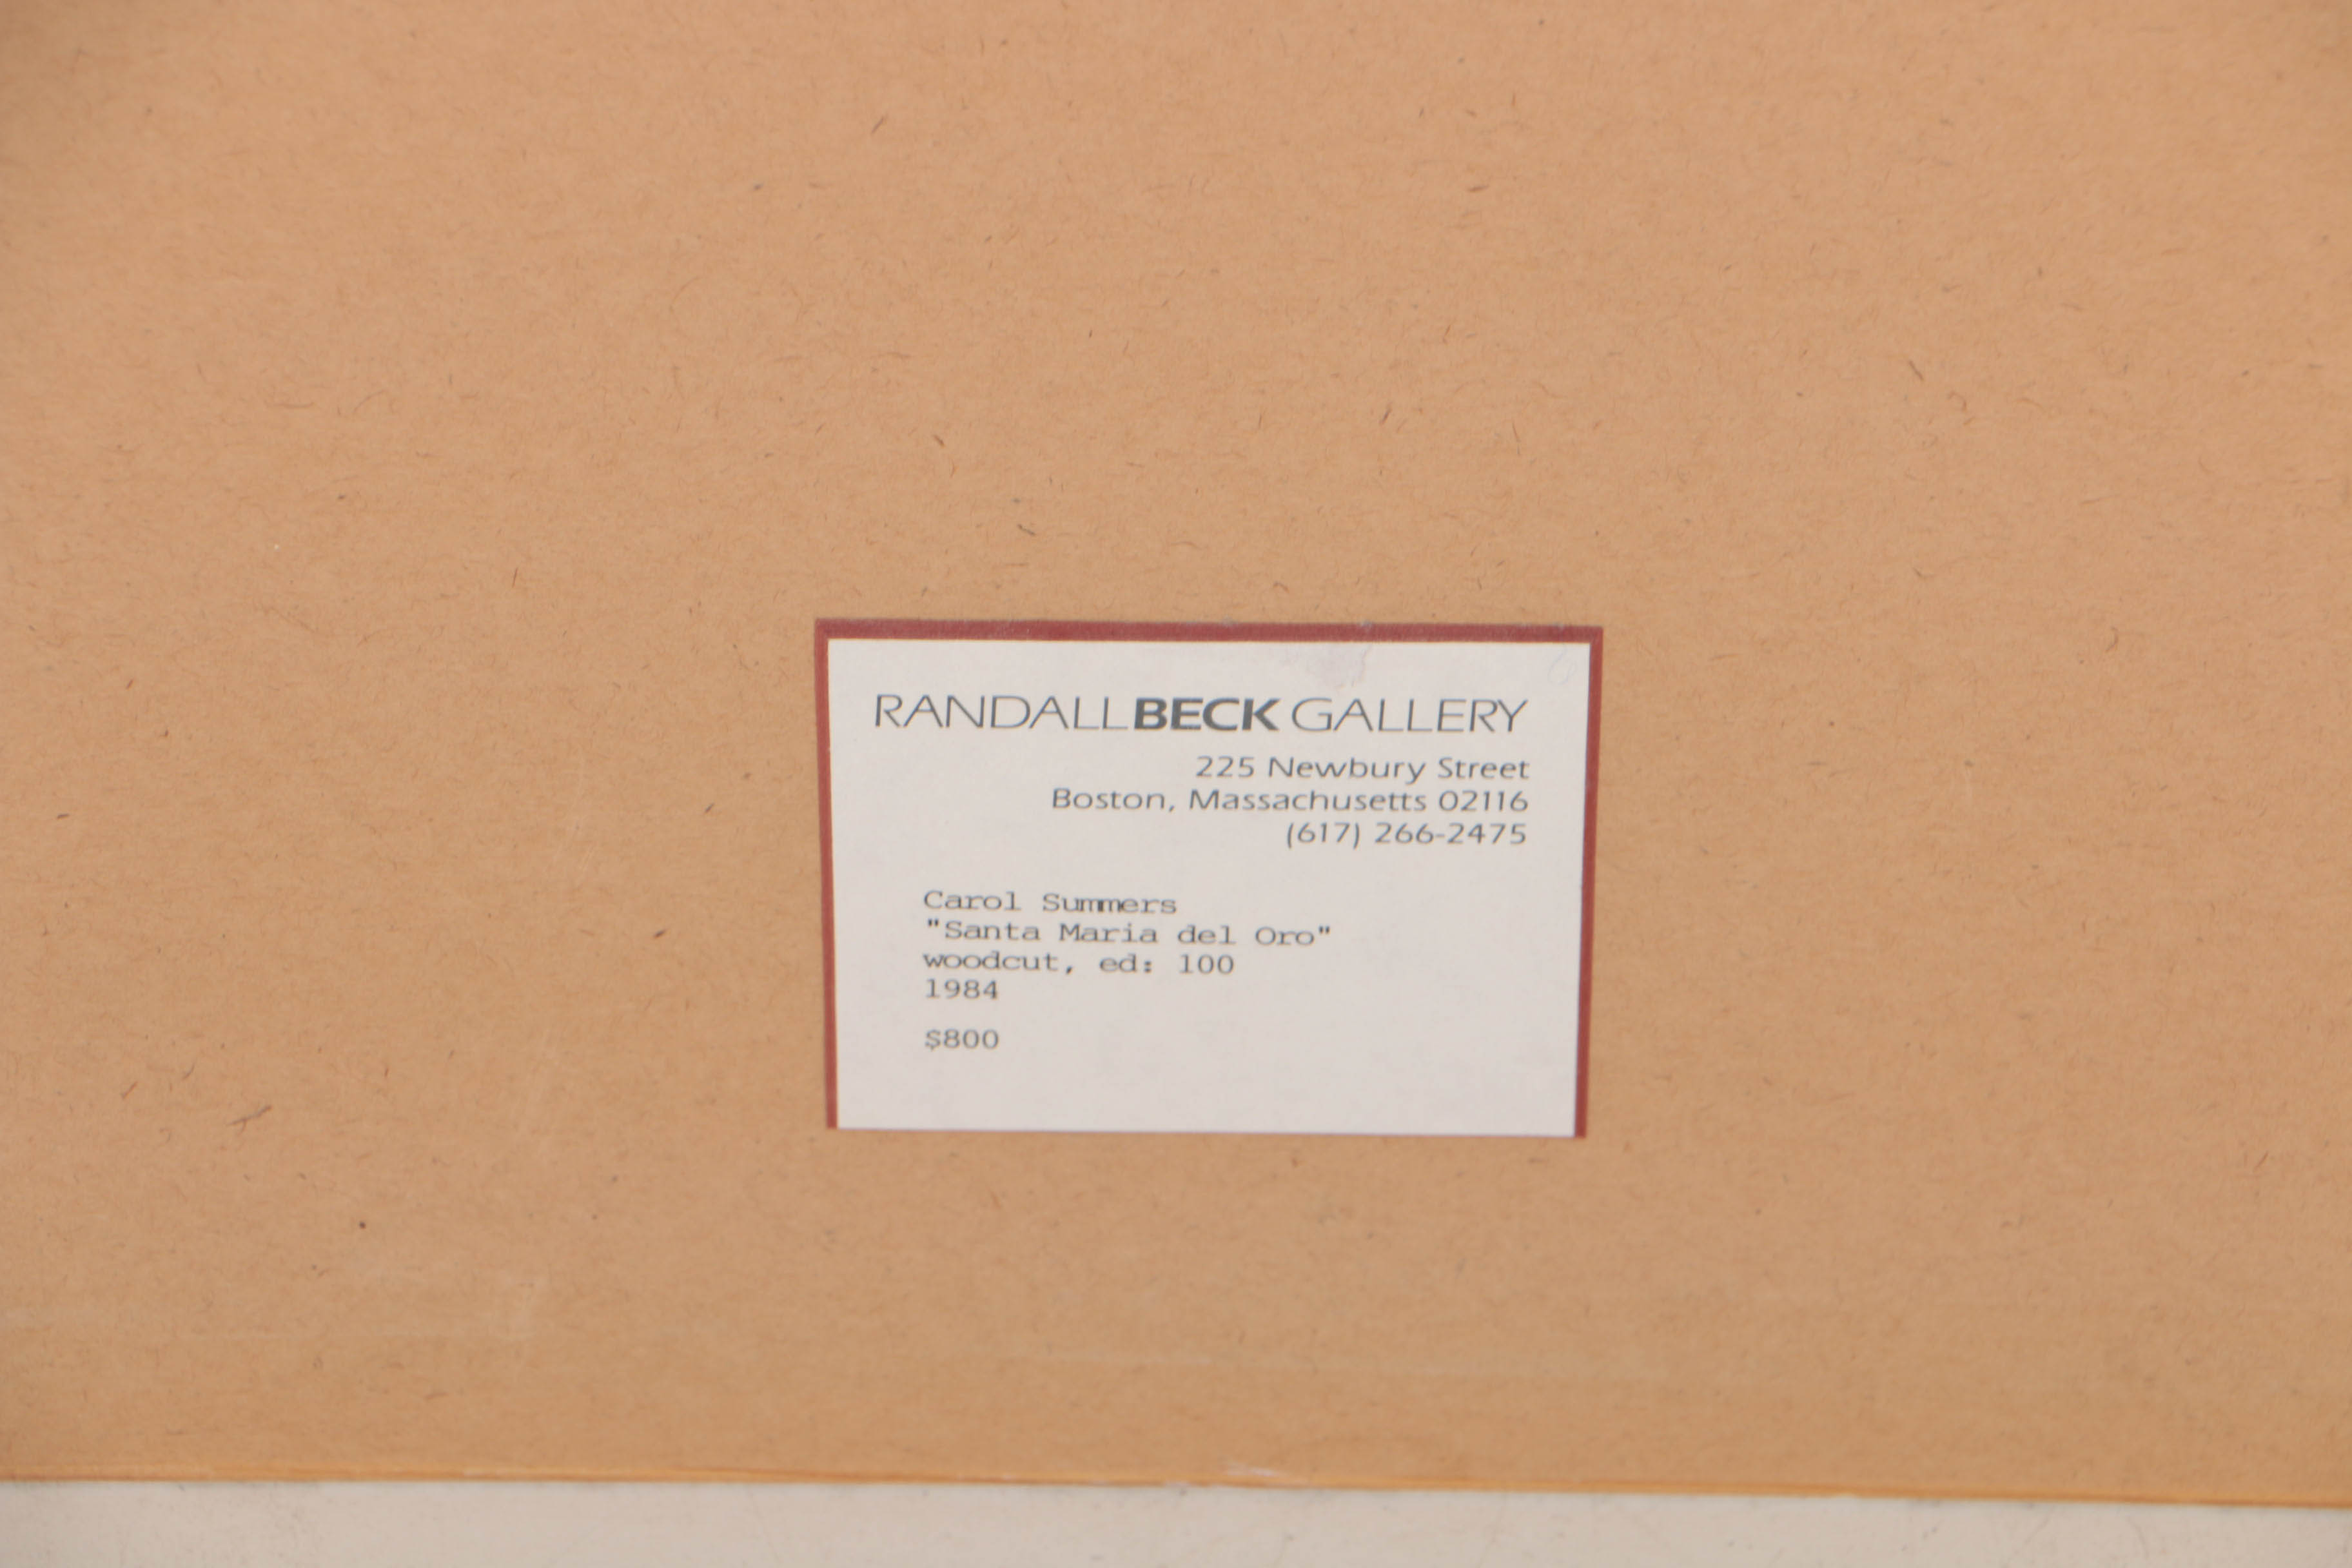 RANDALLBECK GALLERY
225 Newbury Street
Boston, Massachusetts 02116
(617) 266-2475
Carol Summers
"Santa Maria del Oro"
woodcut, ed: 100
1984
$800